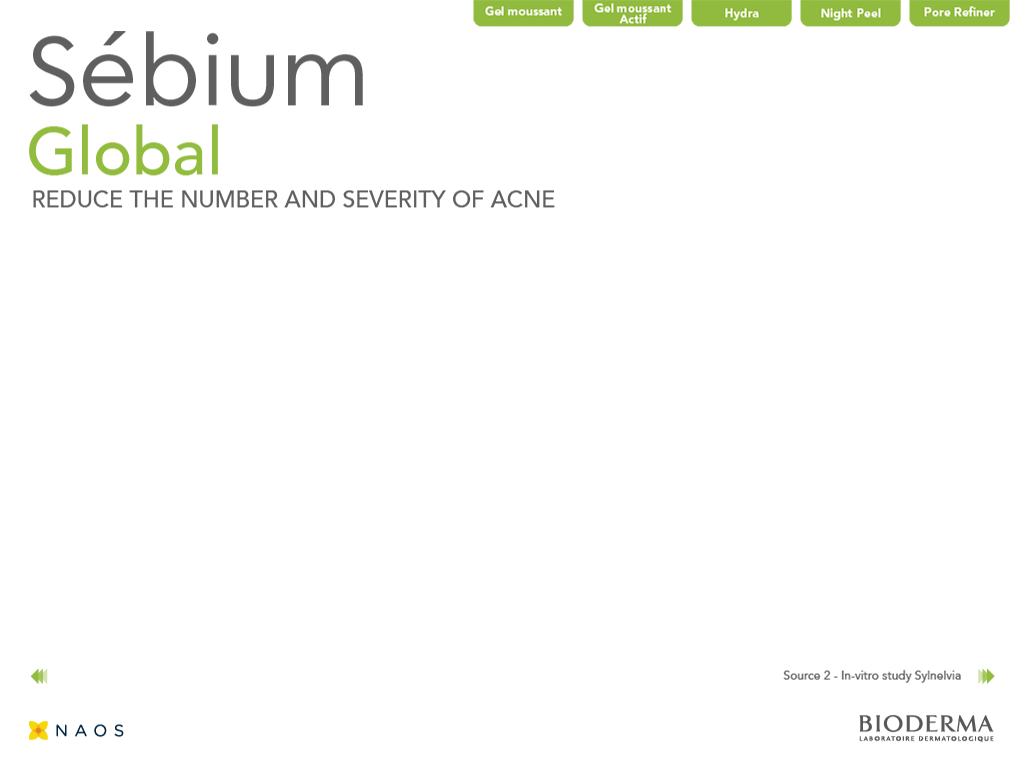 Gel moussant
Gel moussant
Actif
Hydra
Night Peel
Pore Refiner
Sébium
Global
REDUCE THE NUMBER AND SEVERITY OF ACNE
Source 2 - In-vitro study Sylnelvia
NAOS
BIODERMA
LABORATOIRE DERMATOLOGIQUE